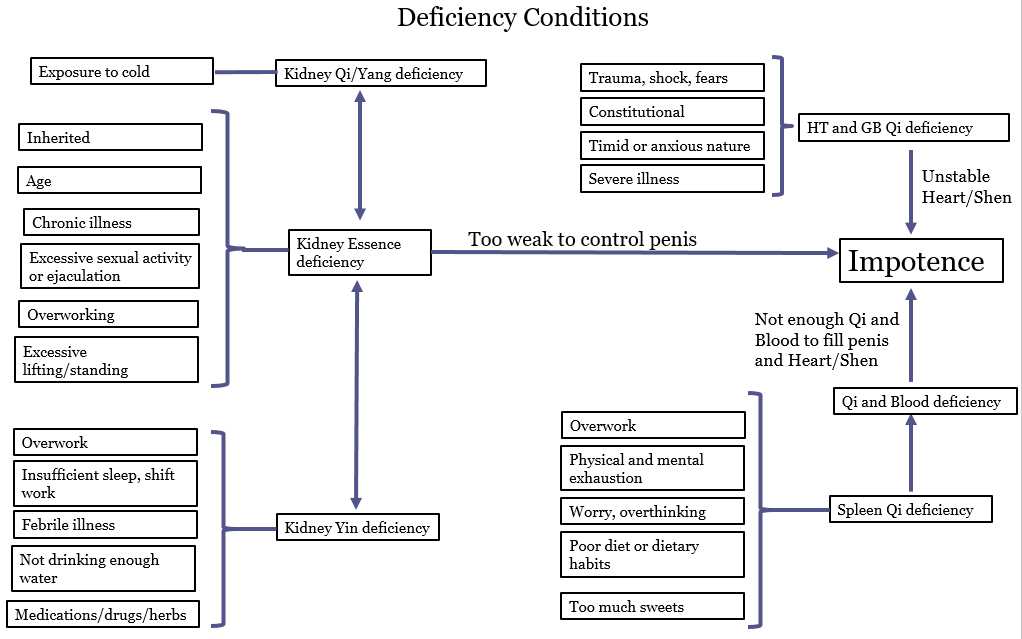 Deficiency Conditions
Exposure to cold
Kidney Qi/Yang deficiency
Inherited
Age
Chronic illness
Excessive sexual activity
or ejaculation
Overworking
Excessive
lifting/standing
Kidney Essence
deficiency
Too weak to control penis
Overwork
Insufficient sleep, shift
work
Febrile illness
Not drinking enough
water
Medications/drugs/herbs
Kidney Yin deficiency
Trauma, shock, fears
Constitutional
Timid or anxious nature
Severe illness
HT and GB Qi deficiency
Unstable
Heart/Shen
Impotence
Not enough Qi and
Blood to fill penis
and Heart/Shen
Qi and Blood deficiency
Overwork
Physical and mental
exhaustion
Worry, overthinking
Poor diet or dietary
habits
Too much sweets
Spleen Qi deficiency